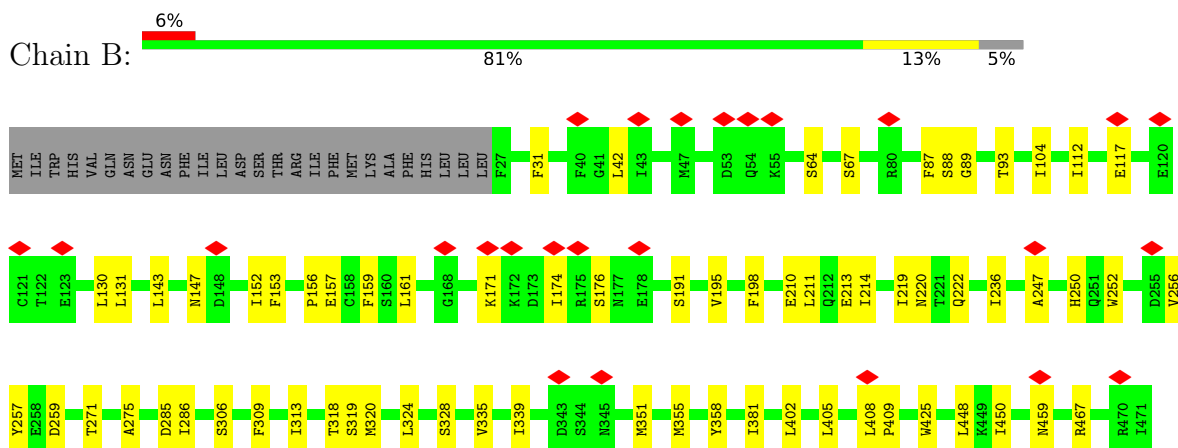 6%
Chain B:
81% 13% 5%
MET ILE TRP HIS VAL GLN ASN GLU ASN PHE ILE LEU ASP SER THR ARG ILE PHE MET LYS ALA PHE HIS LEU LEU LEU F27 F31 F40 G41 L42 I43 M47 D53 Q54 K55 S64 S67 R80 F87 S88 G89 T93 I104 I112 E117 E120
C121 T122 E123 L130 L131 L143 N147 D148 I152 F153 P156 E157 C158 F159 S160 L161 G168 K171 K172 D173 I174 R175 S176 N177 E178 S191 V195 F198 E210 L211 Q212 E213 I214 I219 N220 T221 Q222 I236 A247 H250 Q251 W252 D255 V256
Y257 E258 D259 T271 A275 D285 I286 S306 F309 I313 T318 S319 M320 L324 S328 V335 I339 D343 S344 N345 M351 M355 Y358 I381 L402 L405 L408 P409 W425 L448 K449 I450 N459 R467 R470 I471